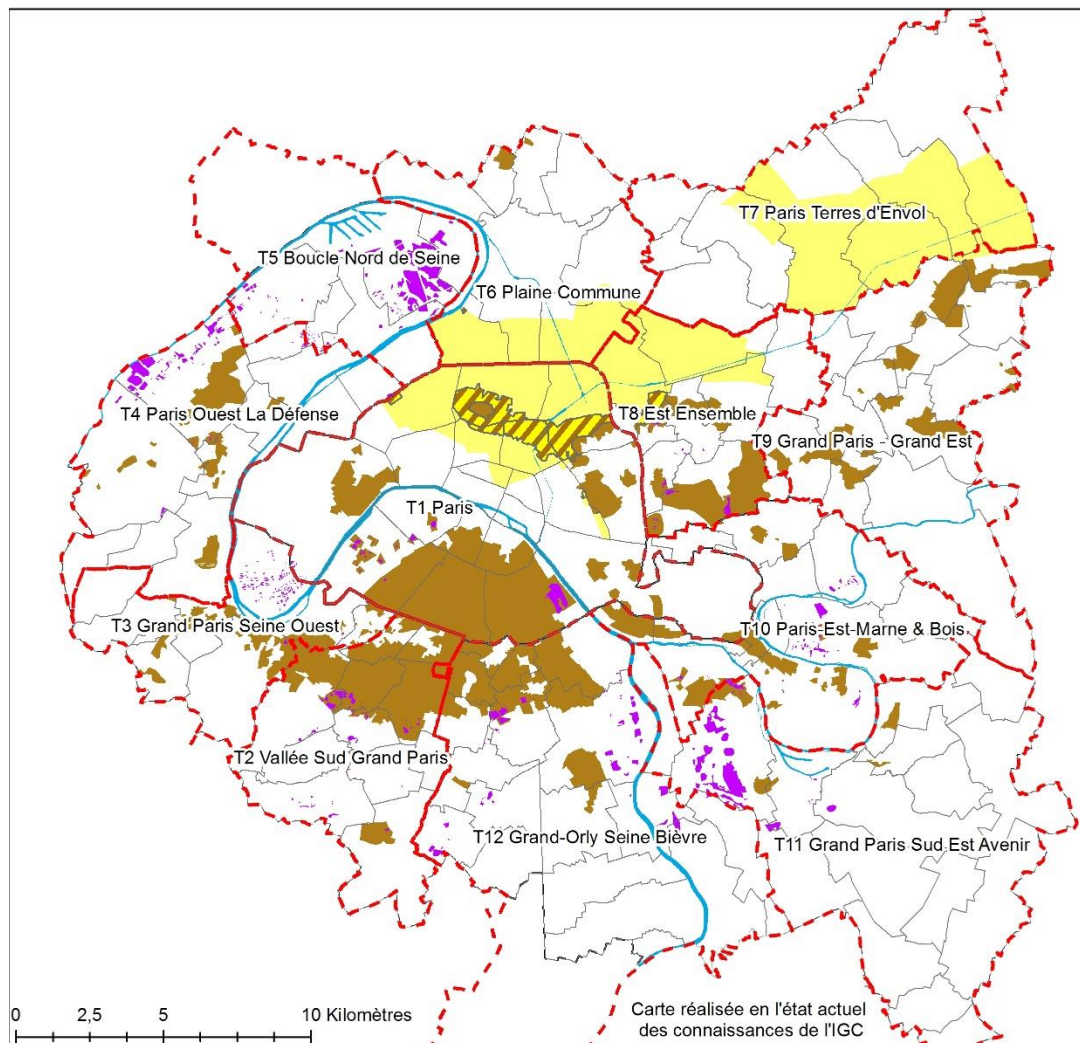 T7 Paris Terres d'Envol
T5 Boucle Nord de Seine
T6 Plaine Commune
T4 Paris Ouest La Défense
T8 Est Ensemble
T9 Grand Paris - Grand Est
T1 Paris
T3 Grand Paris Seine Ouest
T10 Paris-Est-Marne & Bois
T2 Vallée Sud Grand Paris
T12 Grand-Orly Seine Bièvre
T11 Grand Paris Sud Est Avenir
0 2,5 5 10 Kilomètres
Carte réalisée en l'état actuel
des connaissances de l'IGC